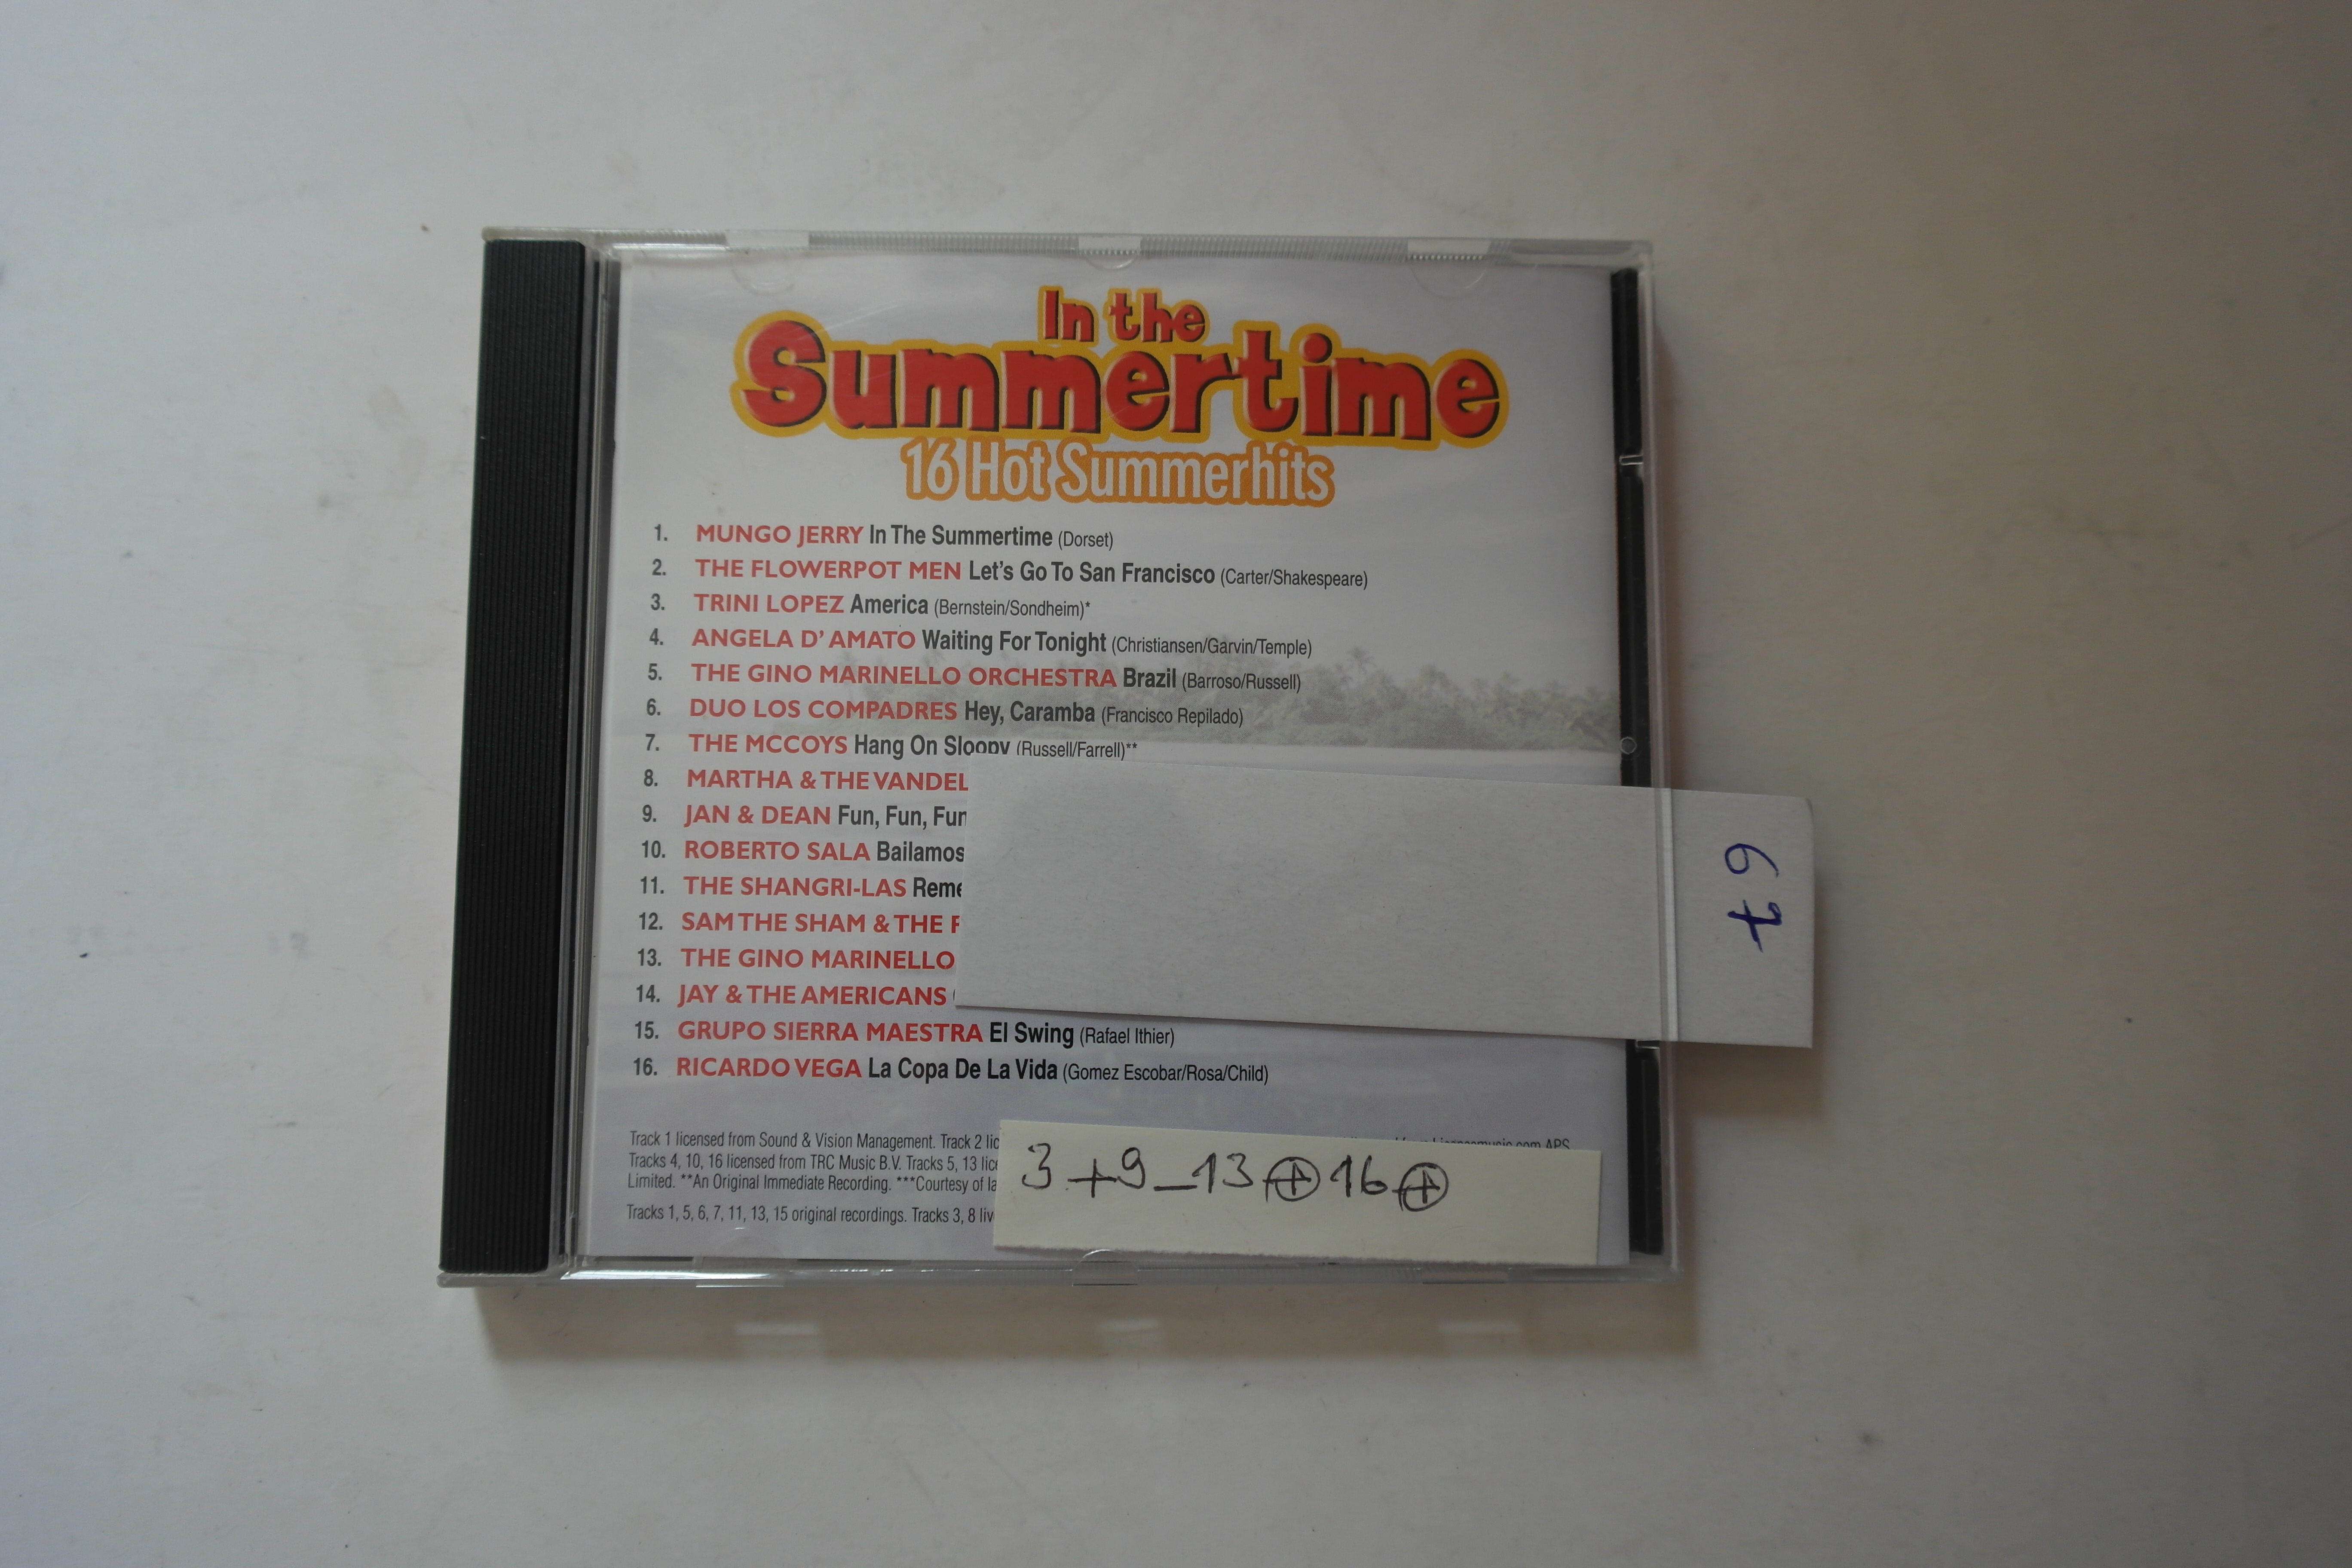 In the
Summertime
16 Hot Summerhits
1. MUNGO JERRY In The Summertime (Dorset)
2. THE FLOWERPOT MEN Let's Go To San Francisco (Carter/Shakespeare)
3. TRINI LOPEZ America (Bernstein/Sondheim)*
4. ANGELA D' AMATO Waiting For Tonight (Christiansen/Garvin/Temple)
5. THE GINO MARINELLO ORCHESTRA Brazil (Barroso/Russell)
6. DUO LOS COMPADRES Hey, Caramba (Francisco Repilado)
7. THE MCCOYS Hang On Sloopy (Russell/Farrell)**
8. MARTHA & THE VANDEL
9. JAN & DEAN Fun, Fun, Fun
10. ROBERTO SALA Bailamos
11. THE SHANGRI-LAS Reme
12. SAM THE SHAM & THE
13. THE GINO MARINELLO
14. JAY & THE AMERICANS
15. GRUPO SIERRA MAESTRA El Swing (Rafael Ithier)
16. RICARDO VEGA La Copa De La Vida (Gomez Escobar/Rosa/Child)
67
Track 1 licensed from Sound & Vision Management. Track 2 lic
Tracks 4, 10, 16 licensed from TRC Music B.V. Tracks 5, 13 lice
Limited. **An Original Immediate Recording. ***Courtesy of
Tracks 1, 5, 6, 7, 11, 13, 15 original recordings. Tracks 3, 8 liv
3 + 9 _ 13 ⊕ 16 ⊕